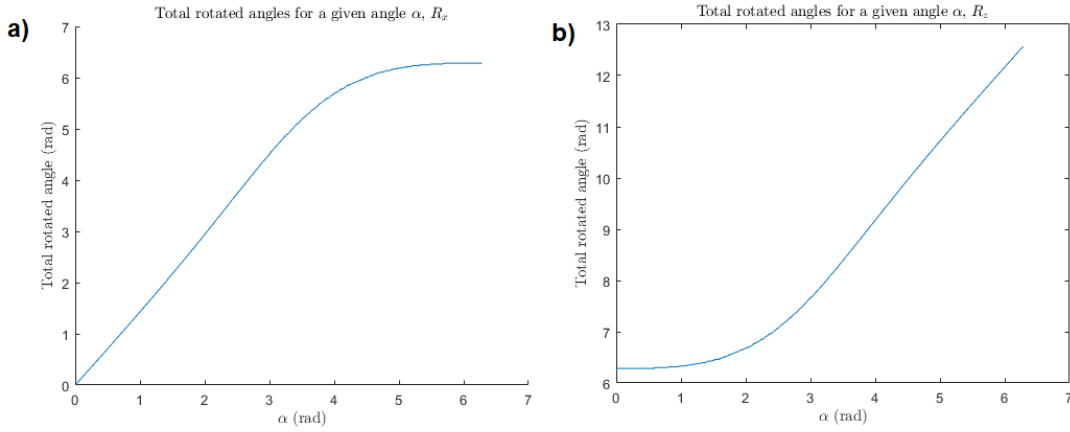 a)
Total rotated angles for a given angle α, Rₓ
7
6
5
4
3
2
1
0
Total rotated angle (rad)
0 1 2 3 4 5 6 7
α (rad)
b)
Total rotated angles for a given angle α, R_z
13
12
11
10
9
8
7
6
Total rotated angle (rad)
0 1 2 3 4 5 6 7
α (rad)